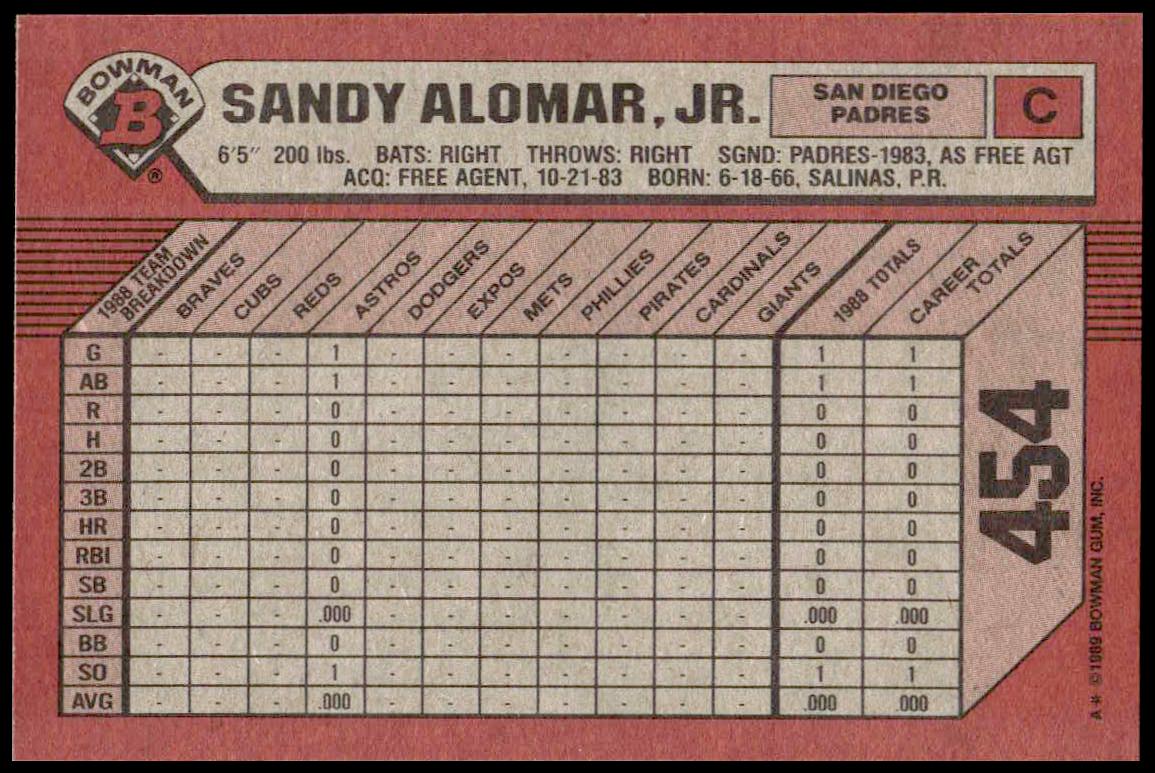 BOWMAN
B
®
SANDY ALOMAR, JR.
SAN DIEGO
PADRES
C
6'5" 200 lbs. BATS: RIGHT THROWS: RIGHT SGND: PADRES-1983, AS FREE AGT
ACQ: FREE AGENT, 10-21-83 BORN: 6-18-66, SALINAS, P.R.
1988 TEAM BREAKDOWN BRAVES CUBS REDS ASTROS DODGERS EXPOS METS PHILLIES PIRATES CARDINALS GIANTS 1988 TOTALS CAREER TOTALS
G - - - 1 - - - - - - - 1 1
AB - - - 1 - - - - - - - 1 1
R - - - 0 - - - - - - - 0 0
H - - - 0 - - - - - - - 0 0
2B - - - 0 - - - - - - - 0 0
3B - - - 0 - - - - - - - 0 0
HR - - - 0 - - - - - - - 0 0
RBI - - - 0 - - - - - - - 0 0
SB - - - 0 - - - - - - - 0 0
SLG - - - .000 - - - - - - - .000 .000
BB - - - 0 - - - - - - - 0 0
SO - - - 1 - - - - - - - 1 1
AVG - - - .000 - - - - - - - .000 .000
454
A ✻ © 1989 BOWMAN GUM, INC.